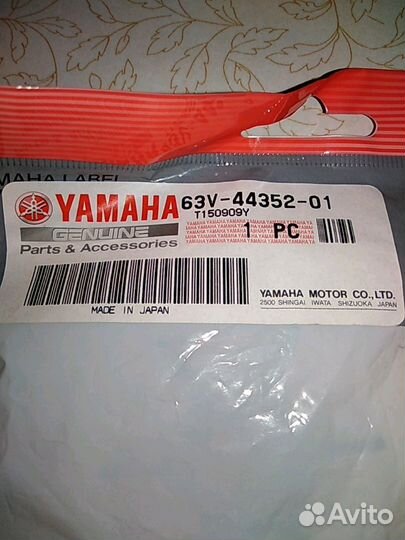 YAMAHA LABEL
YAMAHA 63V-44352-01
T150909Y
GENUINE
Parts & Accessories
1 PC
MADE IN JAPAN
YAMAHA MOTOR CO., LTD.
2500 SHINGAI IWATA SHIZUOKA JAPAN
Avito